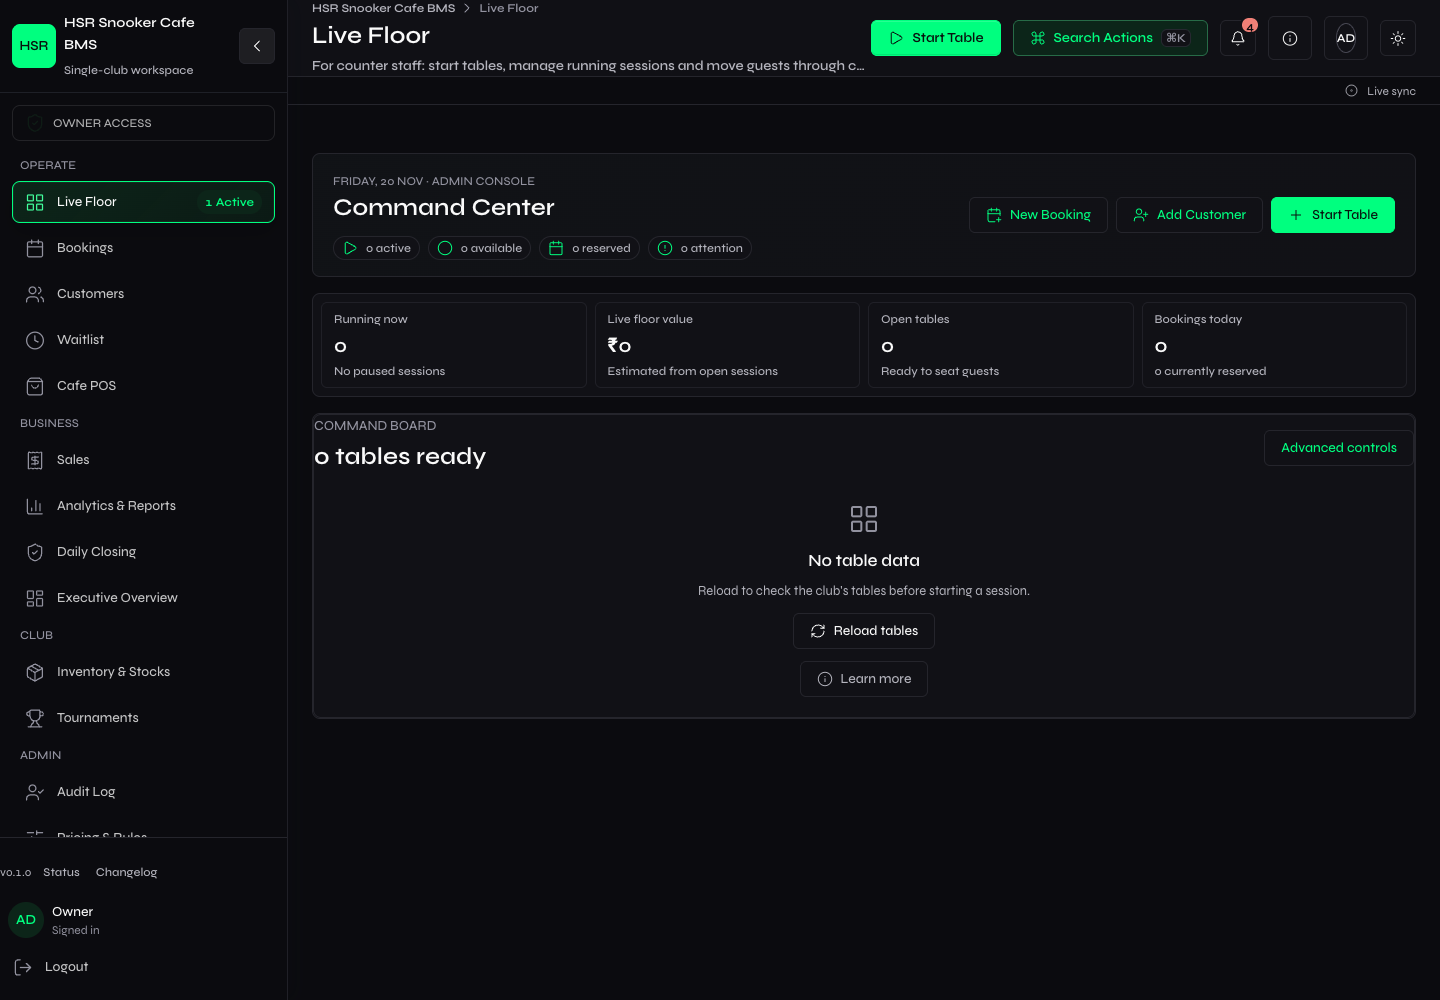 HSR
HSR Snooker Cafe
BMS
Single-club workspace
OWNER ACCESS
OPERATE
Live Floor
1 Active
Bookings
Customers
Waitlist
Cafe POS
BUSINESS
Sales
Analytics & Reports
Daily Closing
Executive Overview
CLUB
Inventory & Stocks
Tournaments
ADMIN
Audit Log
Pricing & Rules
v0.1.0 Status Changelog
AD
Owner
Signed in
Logout
HSR Snooker Cafe BMS > Live Floor
Live Floor
For counter staff: start tables, manage running sessions and move guests through c…
Start Table
Search Actions ⌘K
4
AD
Live sync
FRIDAY, 20 NOV · ADMIN CONSOLE
Command Center
0 active
0 available
0 reserved
0 attention
New Booking
Add Customer
Start Table
Running now
0
No paused sessions
Live floor value
₹0
Estimated from open sessions
Open tables
0
Ready to seat guests
Bookings today
0
0 currently reserved
COMMAND BOARD
0 tables ready
Advanced controls
No table data
Reload to check the club's tables before starting a session.
Reload tables
Learn more